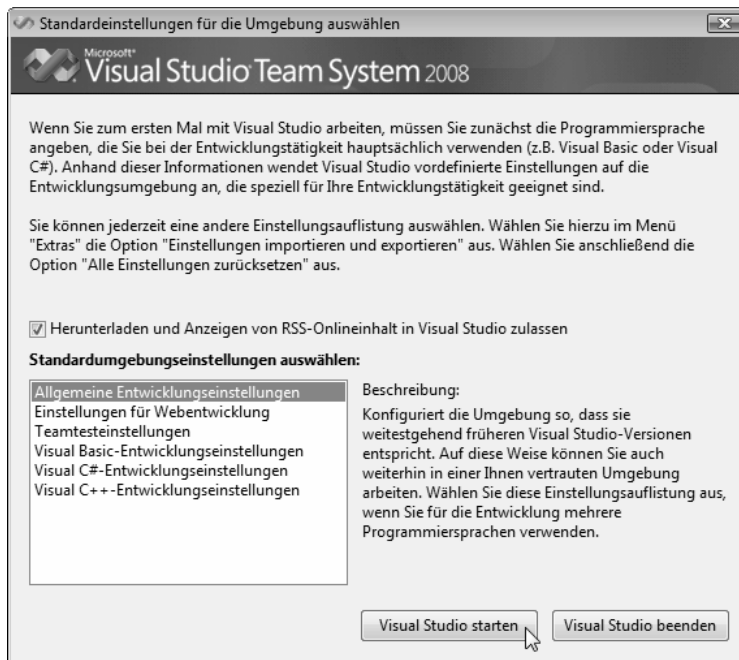 Standardeinstellungen für die Umgebung auswählen
Microsoft®
Visual Studio® Team System 2008
Wenn Sie zum ersten Mal mit Visual Studio arbeiten, müssen Sie zunächst die Programmiersprache
angeben, die Sie bei der Entwicklungstätigkeit hauptsächlich verwenden (z.B. Visual Basic oder Visual
C#). Anhand dieser Informationen wendet Visual Studio vordefinierte Einstellungen auf die
Entwicklungsumgebung an, die speziell für Ihre Entwicklungstätigkeit geeignet sind.
Sie können jederzeit eine andere Einstellungsauflistung auswählen. Wählen Sie hierzu im Menü
"Extras" die Option "Einstellungen importieren und exportieren" aus. Wählen Sie anschließend die
Option "Alle Einstellungen zurücksetzen" aus.
Herunterladen und Anzeigen von RSS-Onlineinhalt in Visual Studio zulassen
Standardumgebungseinstellungen auswählen:
Allgemeine Entwicklungseinstellungen
Einstellungen für Webentwicklung
Teamtesteinstellungen
Visual Basic-Entwicklungseinstellungen
Visual C#-Entwicklungseinstellungen
Visual C++-Entwicklungseinstellungen
Beschreibung:
Konfiguriert die Umgebung so, dass sie
weitestgehend früheren Visual Studio-Versionen
entspricht. Auf diese Weise können Sie auch
weiterhin in einer Ihnen vertrauten Umgebung
arbeiten. Wählen Sie diese Einstellungsauflistung aus,
wenn Sie für die Entwicklung mehrere
Programmiersprachen verwenden.
Visual Studio starten
Visual Studio beenden